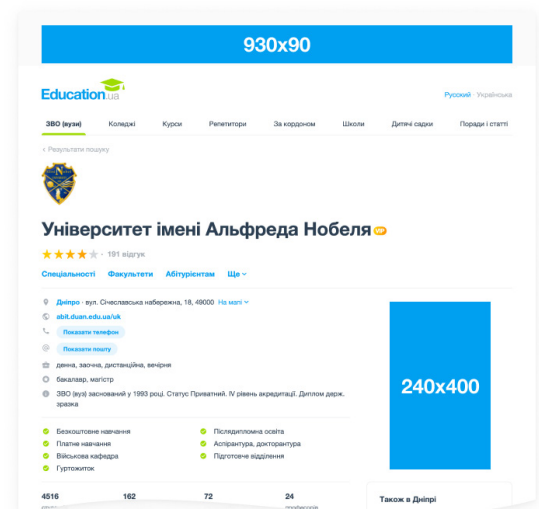 930x90
Education.ua
Русский Українська
ЗВО (вузи) Коледжі Курси Репетитори За кордоном Школи Дитячі садки Поради і статті
‹ Результати пошуку
N
Університет імені Альфреда Нобеля VIP
· 191 відгук
Спеціальності Факультети Абітурієнтам Ще
Дніпро · вул. Січеславська набережна, 18, 49000 На мапі
abit.duan.edu.ua/uk
Показати телефон
Показати пошту
денна, заочна, дистанційна, вечірня
бакалавр, магістр
ЗВО (вуз) заснований у 1993 році. Статус Приватний. IV рівень акредитації. Диплом держ.
зразка
240x400
Безкоштовне навчання Післядипломна освіта
Платне навчання Аспірантура, докторантура
Військова кафедра Підготовче відділення
Гуртожиток
4516 162 72 24
професорів
Також в Дніпрі